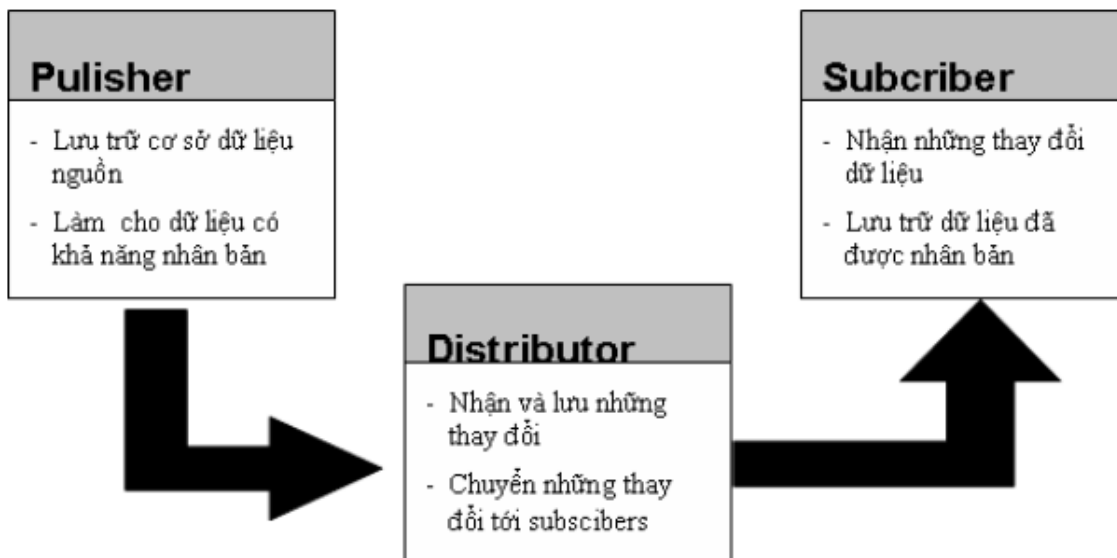 Pulisher
- Lưu trữ cơ sở dữ liệu
nguồn
- Làm cho dữ liệu có
khả năng nhân bản
Subcriber
- Nhận những thay đổi
dữ liệu
- Lưu trữ dữ liệu đã
được nhân bản
Distributor
- Nhận và lưu những
thay đổi
- Chuyển những thay
đổi tới subscibers